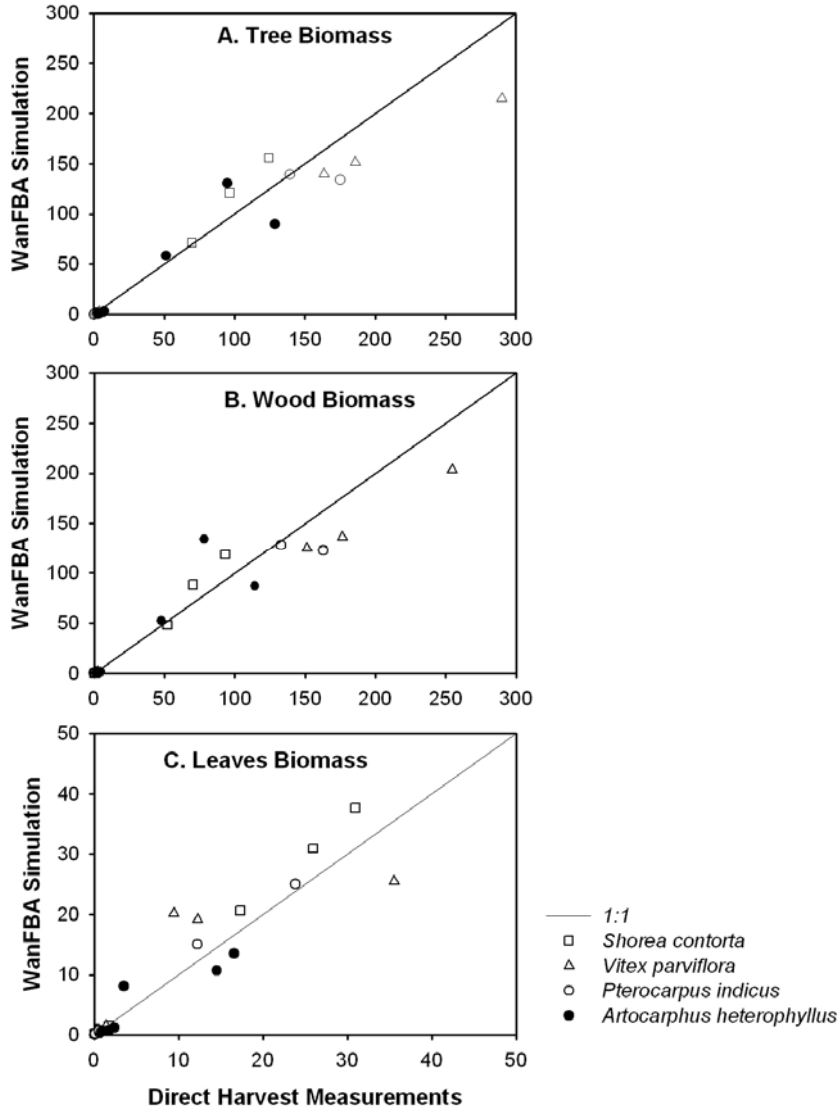 A. Tree Biomass
WanFBA Simulation
300
250
200
150
100
50
0
0 50 100 150 200 250 300
B. Wood Biomass
WanFBA Simulation
300
250
200
150
100
50
0
0 50 100 150 200 250 300
C. Leaves Biomass
WanFBA Simulation
50
40
30
20
10
0
0 10 20 30 40 50
Direct Harvest Measurements
1:1
Shorea contorta
Vitex parviflora
Pterocarpus indicus
Artocarphus heterophyllus